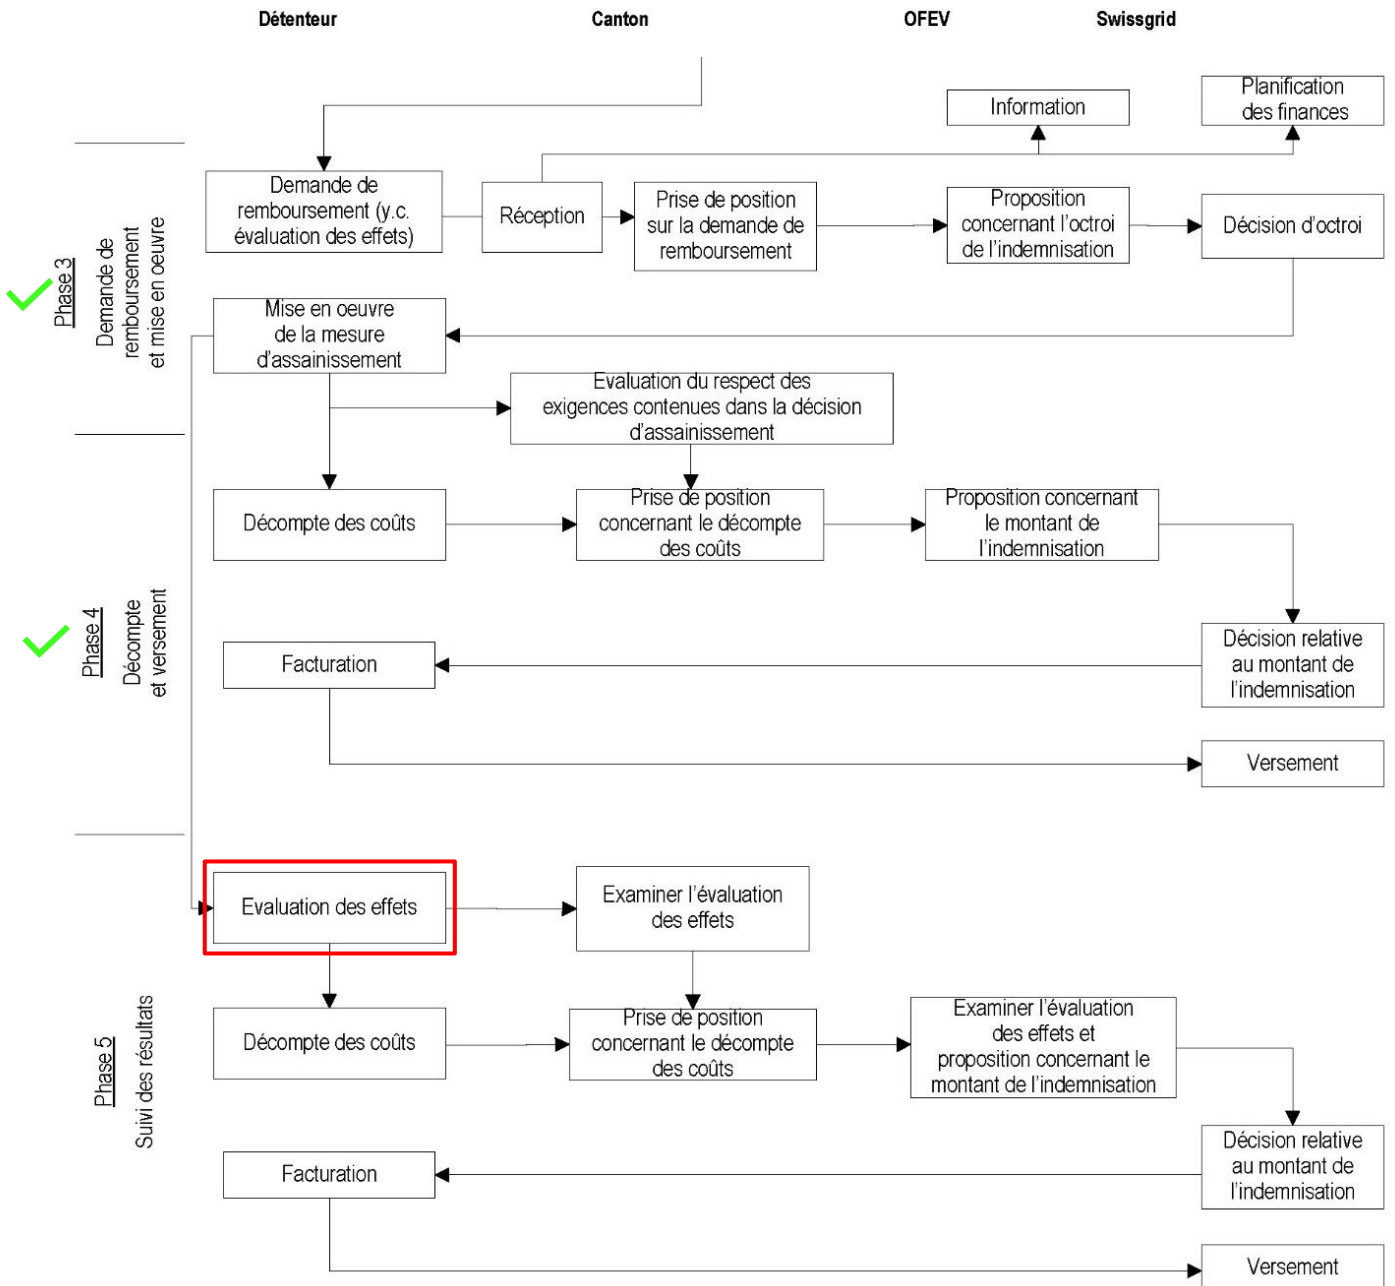 Détenteur
Canton
OFEV
Swissgrid
Information
Planification
des finances
Phase 3
Demande de
remboursement
et mise en oeuvre
Demande de
remboursement (y.c.
évaluation des effets)
Réception
Prise de position
sur la demande de
remboursement
Proposition
concernant l'octroi
de l'indemnisation
Décision d'octroi
Mise en oeuvre
de la mesure
d'assainissement
Evaluation du respect des
exigences contenues dans la décision
d'assainissement
Phase 4
Décompte
et versement
Décompte des coûts
Prise de position
concernant le décompte
des coûts
Proposition concernant
le montant de
l'indemnisation
Décision relative
au montant de
l'indemnisation
Facturation
Versement
Phase 5
Suivi des résultats
Evaluation des effets
Examiner l'évaluation
des effets
Décompte des coûts
Prise de position
concernant le décompte
des coûts
Examiner l'évaluation
des effets et
proposition concernant le
montant de l'indemnisation
Décision relative
au montant de
l'indemnisation
Facturation
Versement